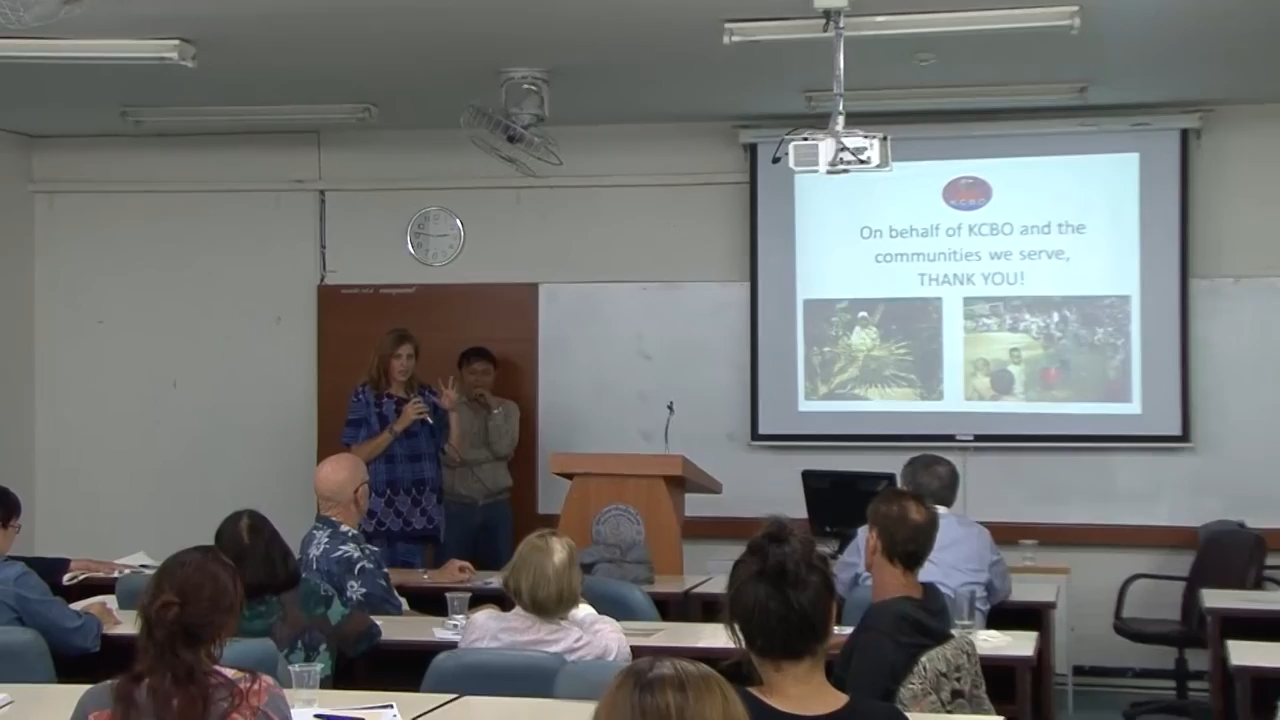 KCBO
On behalf of KCBO and the
communities we serve,
THANK YOU!